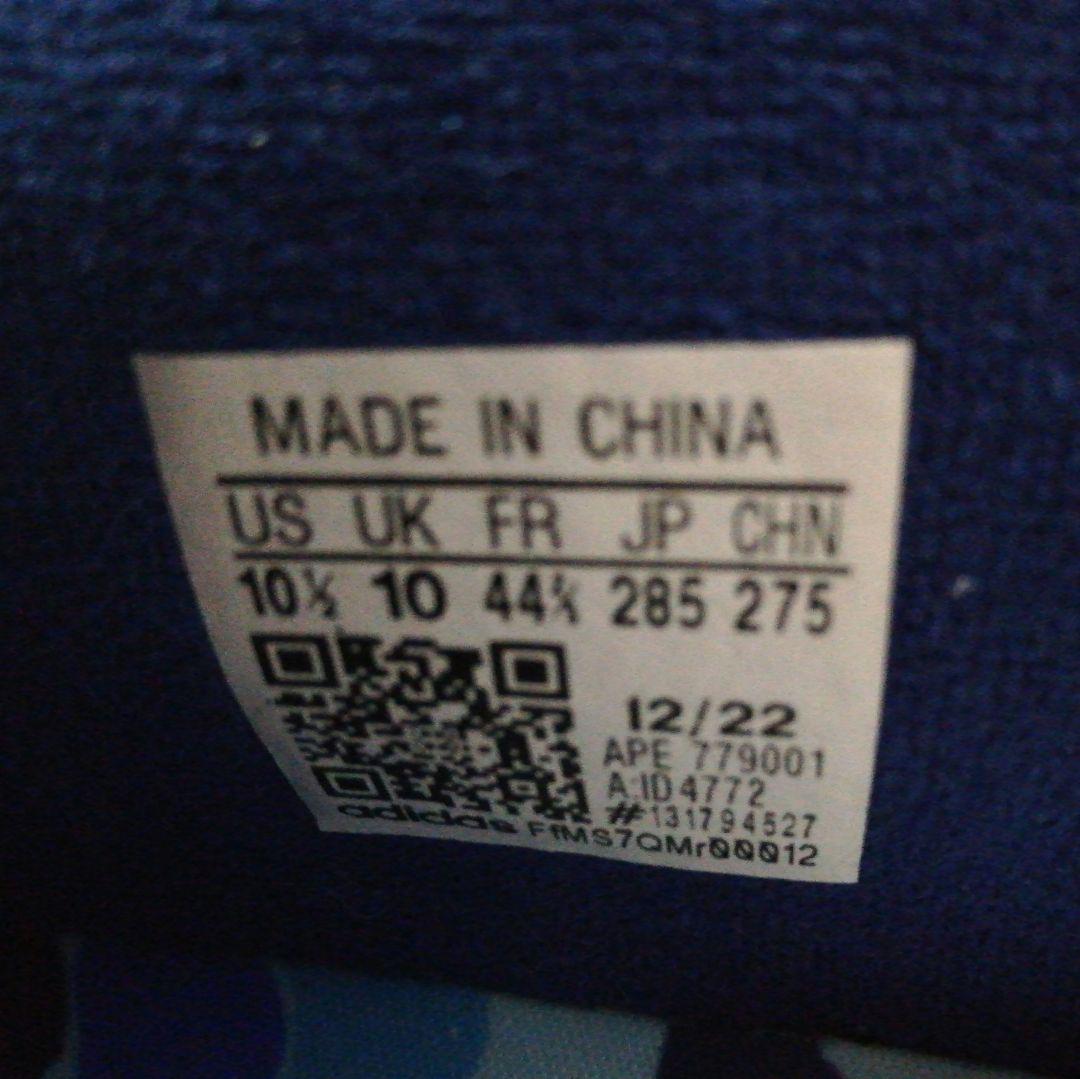 MADE IN CHINA
US UK FR JP CHN
10½ 10 44⅔ 285 275
12/22
APE 779001
A:ID4772
#131794527
adidas FfMS7QMr00012